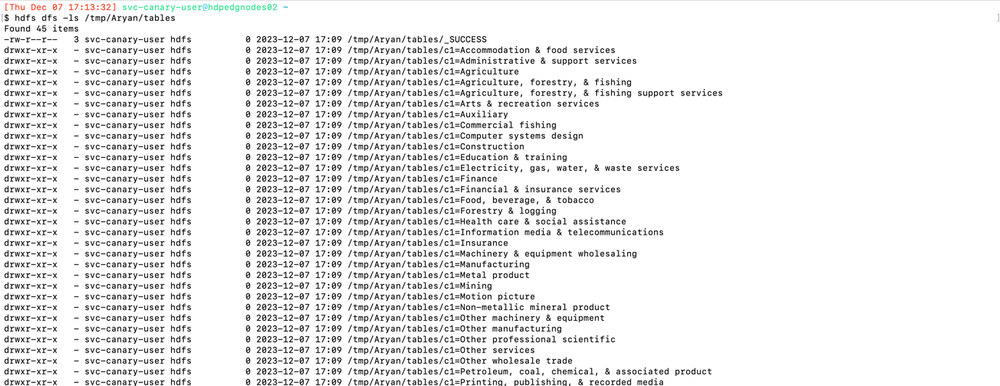 [Thu Dec 07 17:13:32] svc-canary-user@hdpedgnodes02 ~
[$ hdfs dfs -ls /tmp/Aryan/tables ]
Found 45 items
-rw-r--r-- 3 svc-canary-user hdfs 0 2023-12-07 17:09 /tmp/Aryan/tables/_SUCCESS
drwxr-xr-x - svc-canary-user hdfs 0 2023-12-07 17:09 /tmp/Aryan/tables/c1=Accommodation & food services
drwxr-xr-x - svc-canary-user hdfs 0 2023-12-07 17:09 /tmp/Aryan/tables/c1=Administrative & support services
drwxr-xr-x - svc-canary-user hdfs 0 2023-12-07 17:09 /tmp/Aryan/tables/c1=Agriculture
drwxr-xr-x - svc-canary-user hdfs 0 2023-12-07 17:09 /tmp/Aryan/tables/c1=Agriculture, forestry, & fishing
drwxr-xr-x - svc-canary-user hdfs 0 2023-12-07 17:09 /tmp/Aryan/tables/c1=Agriculture, forestry, & fishing support services
drwxr-xr-x - svc-canary-user hdfs 0 2023-12-07 17:09 /tmp/Aryan/tables/c1=Arts & recreation services
drwxr-xr-x - svc-canary-user hdfs 0 2023-12-07 17:09 /tmp/Aryan/tables/c1=Auxiliary
drwxr-xr-x - svc-canary-user hdfs 0 2023-12-07 17:09 /tmp/Aryan/tables/c1=Commercial fishing
drwxr-xr-x - svc-canary-user hdfs 0 2023-12-07 17:09 /tmp/Aryan/tables/c1=Computer systems design
drwxr-xr-x - svc-canary-user hdfs 0 2023-12-07 17:09 /tmp/Aryan/tables/c1=Construction
drwxr-xr-x - svc-canary-user hdfs 0 2023-12-07 17:09 /tmp/Aryan/tables/c1=Education & training
drwxr-xr-x - svc-canary-user hdfs 0 2023-12-07 17:09 /tmp/Aryan/tables/c1=Electricity, gas, water, & waste services
drwxr-xr-x - svc-canary-user hdfs 0 2023-12-07 17:09 /tmp/Aryan/tables/c1=Finance
drwxr-xr-x - svc-canary-user hdfs 0 2023-12-07 17:09 /tmp/Aryan/tables/c1=Financial & insurance services
drwxr-xr-x - svc-canary-user hdfs 0 2023-12-07 17:09 /tmp/Aryan/tables/c1=Food, beverage, & tobacco
drwxr-xr-x - svc-canary-user hdfs 0 2023-12-07 17:09 /tmp/Aryan/tables/c1=Forestry & logging
drwxr-xr-x - svc-canary-user hdfs 0 2023-12-07 17:09 /tmp/Aryan/tables/c1=Health care & social assistance
drwxr-xr-x - svc-canary-user hdfs 0 2023-12-07 17:09 /tmp/Aryan/tables/c1=Information media & telecommunications
drwxr-xr-x - svc-canary-user hdfs 0 2023-12-07 17:09 /tmp/Aryan/tables/c1=Insurance
drwxr-xr-x - svc-canary-user hdfs 0 2023-12-07 17:09 /tmp/Aryan/tables/c1=Machinery & equipment wholesaling
drwxr-xr-x - svc-canary-user hdfs 0 2023-12-07 17:09 /tmp/Aryan/tables/c1=Manufacturing
drwxr-xr-x - svc-canary-user hdfs 0 2023-12-07 17:09 /tmp/Aryan/tables/c1=Metal product
drwxr-xr-x - svc-canary-user hdfs 0 2023-12-07 17:09 /tmp/Aryan/tables/c1=Mining
drwxr-xr-x - svc-canary-user hdfs 0 2023-12-07 17:09 /tmp/Aryan/tables/c1=Motion picture
drwxr-xr-x - svc-canary-user hdfs 0 2023-12-07 17:09 /tmp/Aryan/tables/c1=Non-metallic mineral product
drwxr-xr-x - svc-canary-user hdfs 0 2023-12-07 17:09 /tmp/Aryan/tables/c1=Other machinery & equipment
drwxr-xr-x - svc-canary-user hdfs 0 2023-12-07 17:09 /tmp/Aryan/tables/c1=Other manufacturing
drwxr-xr-x - svc-canary-user hdfs 0 2023-12-07 17:09 /tmp/Aryan/tables/c1=Other professional scientific
drwxr-xr-x - svc-canary-user hdfs 0 2023-12-07 17:09 /tmp/Aryan/tables/c1=Other services
drwxr-xr-x - svc-canary-user hdfs 0 2023-12-07 17:09 /tmp/Aryan/tables/c1=Other wholesale trade
drwxr-xr-x - svc-canary-user hdfs 0 2023-12-07 17:09 /tmp/Aryan/tables/c1=Petroleum, coal, chemical, & associated product
drwxr-xr-x - svc-canary-user hdfs 0 2023-12-07 17:09 /tmp/Aryan/tables/c1=Printing, publishing, & recorded media